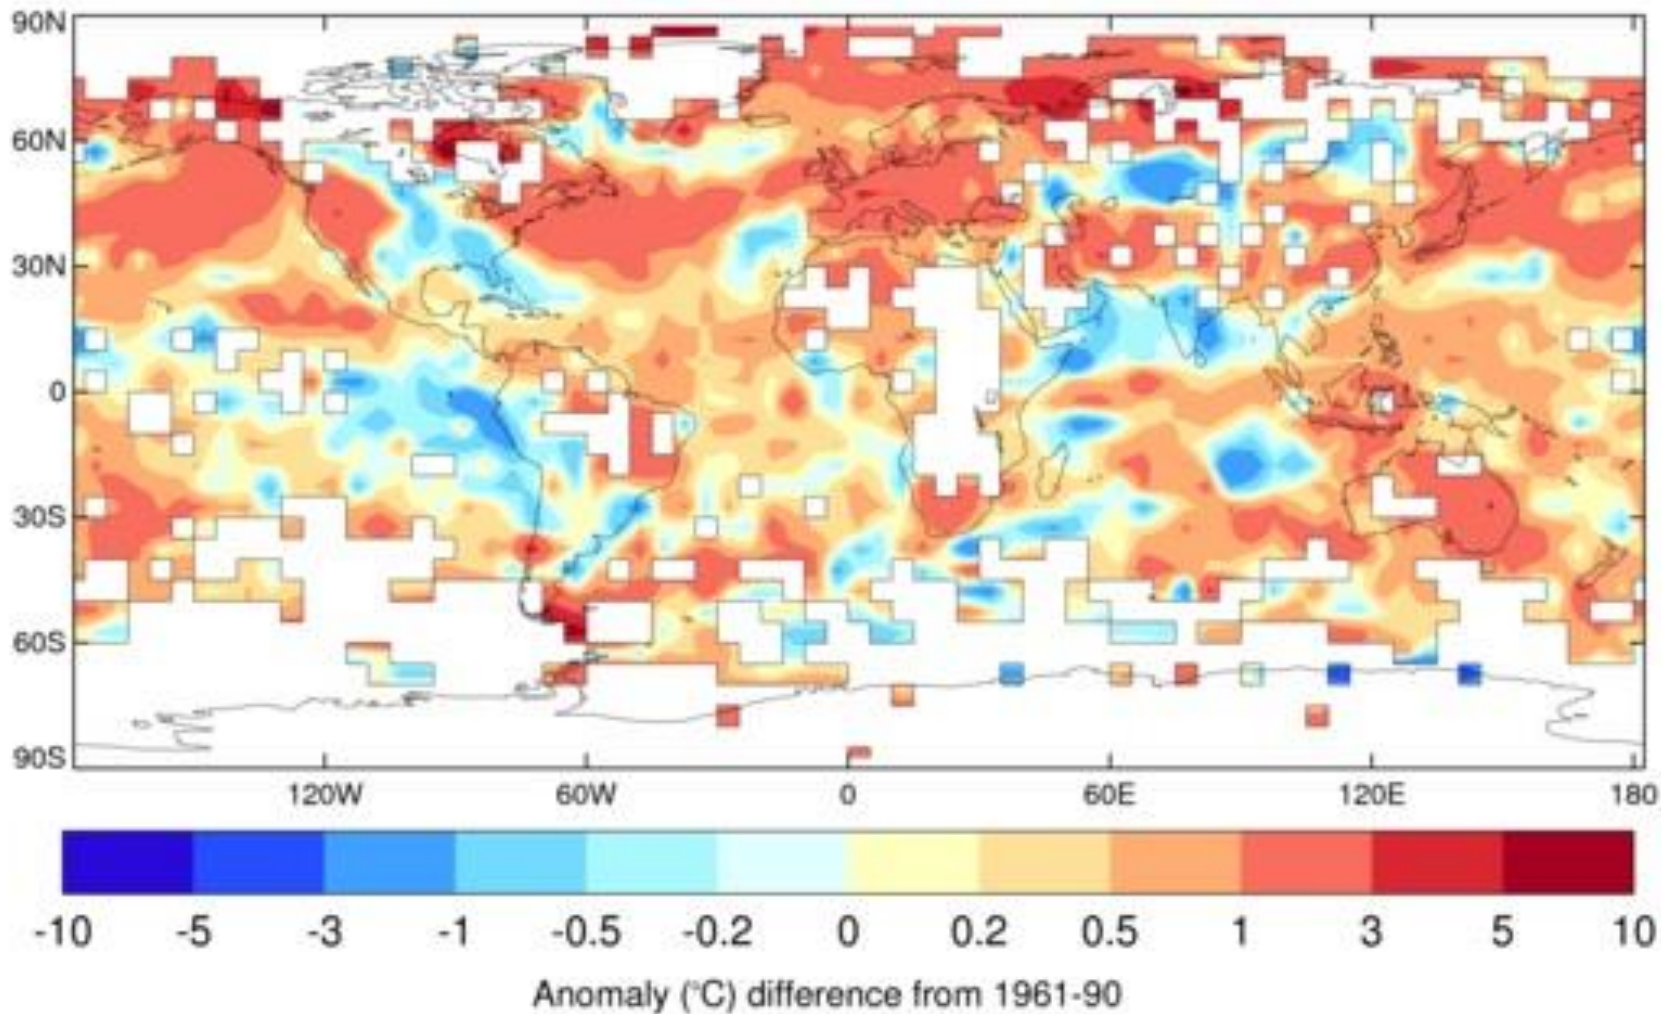 90N
60N
30N
0
30S
60S
90S
120W 60W 0 60E 120E 180
-10 -5 -3 -1 -0.5 -0.2 0 0.2 0.5 1 3 5 10
Anomaly (°C) difference from 1961-90